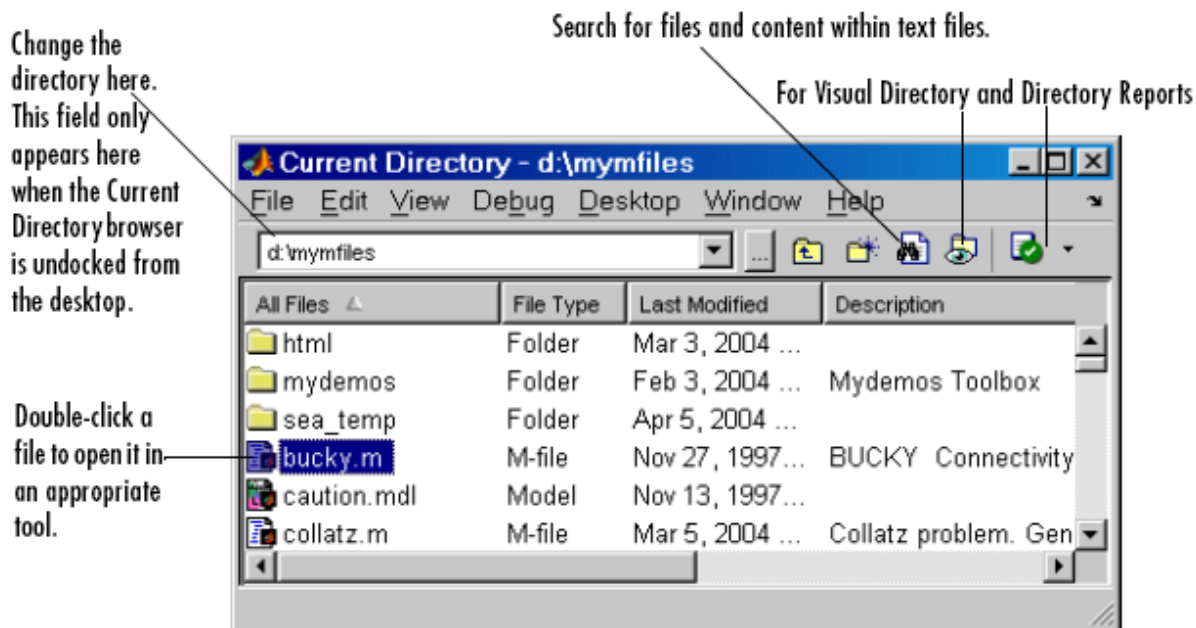 Search for files and content within text files.
Change the
directory here.
This field only
appears here
when the Current
Directory browser
is undocked from
the desktop.
For Visual Directory and Directory Reports
Current Directory - d:\mymfiles
File Edit View Debug Desktop Window Help
d:\mymfiles ...
All Files File Type Last Modified Description
html Folder Mar 3, 2004 ...
mydemos Folder Feb 3, 2004 ... Mydemos Toolbox
sea_temp Folder Apr 5, 2004 ...
bucky.m M-file Nov 27, 1997... BUCKY Connectivity
caution.mdl Model Nov 13, 1997...
collatz.m M-file Mar 5, 2004 ... Collatz problem. Gen
Double-click a
file to open it in
an appropriate
tool.